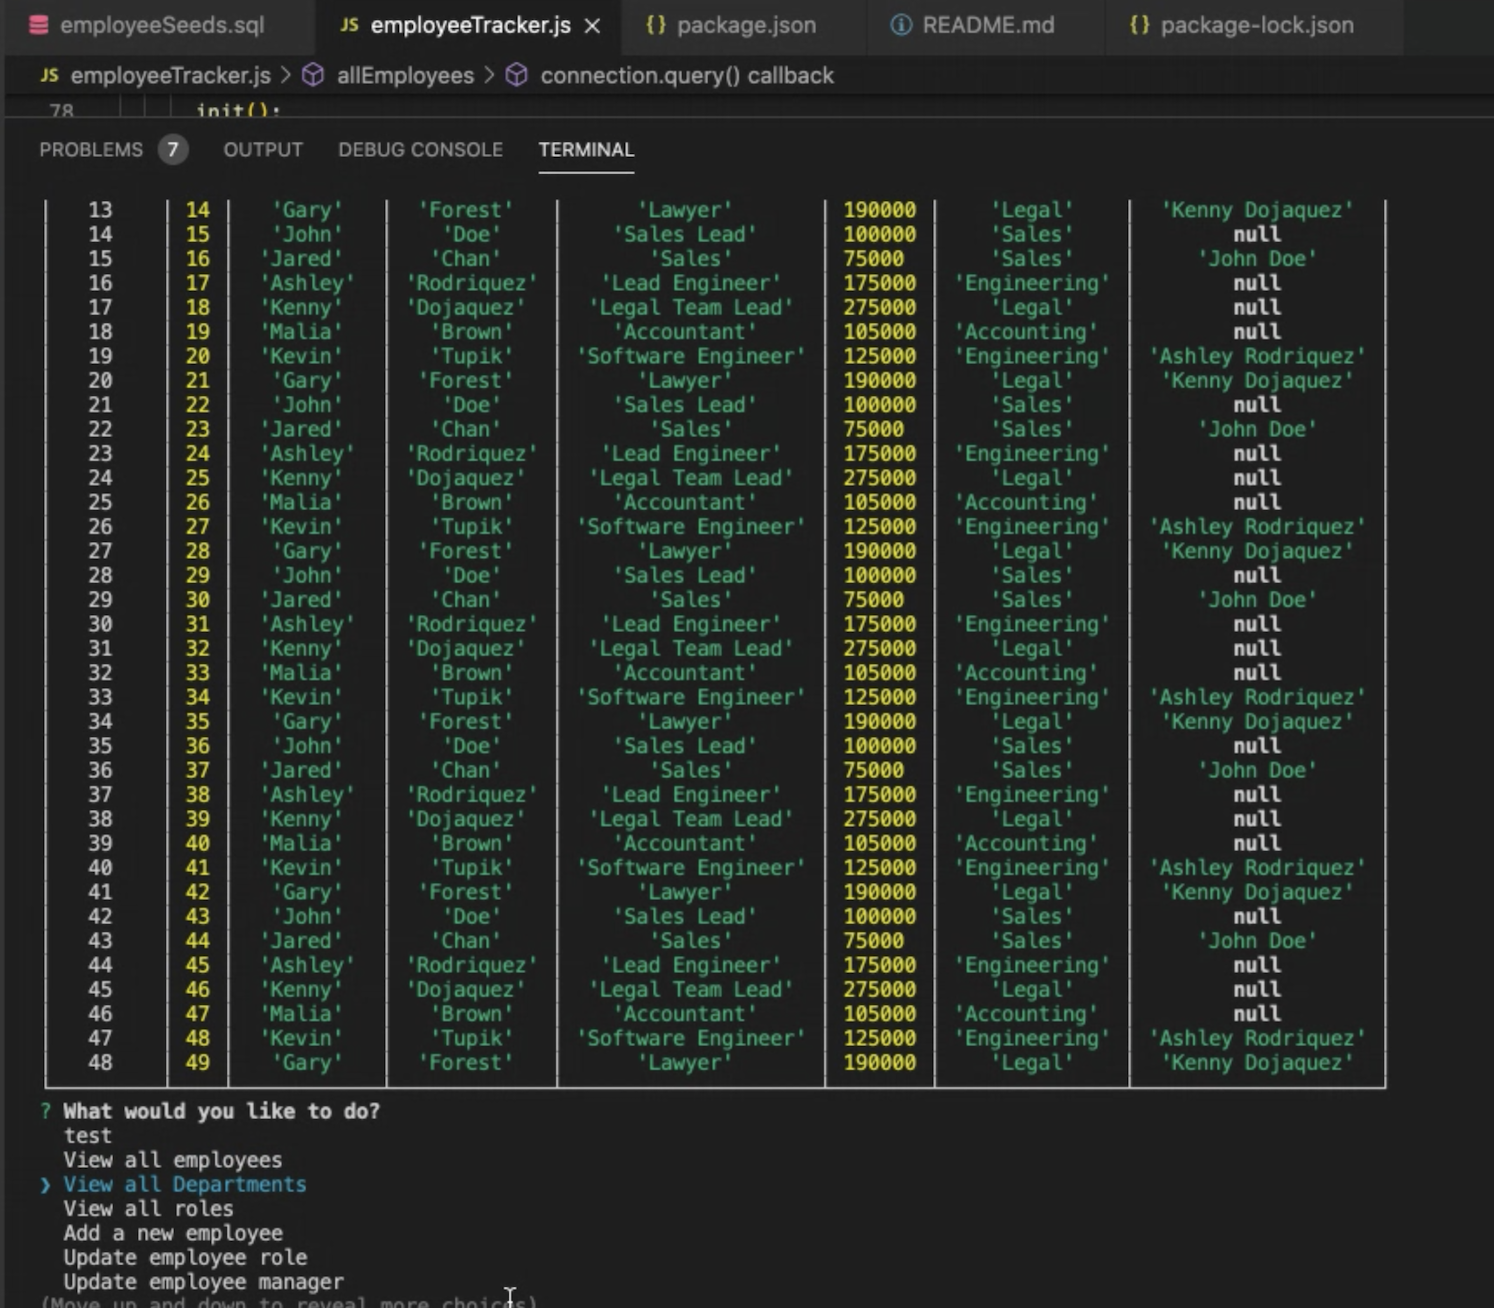 employeeSeeds.sql JS employeeTracker.js × {} package.json README.md {} package-lock.json
JS employeeTracker.js > allEmployees > connection.query() callback
78 init();
PROBLEMS 7 OUTPUT DEBUG CONSOLE TERMINAL
13 14 'Gary' 'Forest' 'Lawyer' 190000 'Legal' 'Kenny Dojaquez'
14 15 'John' 'Doe' 'Sales Lead' 100000 'Sales' null
15 16 'Jared' 'Chan' 'Sales' 75000 'Sales' 'John Doe'
16 17 'Ashley' 'Rodriquez' 'Lead Engineer' 175000 'Engineering' null
17 18 'Kenny' 'Dojaquez' 'Legal Team Lead' 275000 'Legal' null
18 19 'Malia' 'Brown' 'Accountant' 105000 'Accounting' null
19 20 'Kevin' 'Tupik' 'Software Engineer' 125000 'Engineering' 'Ashley Rodriquez'
20 21 'Gary' 'Forest' 'Lawyer' 190000 'Legal' 'Kenny Dojaquez'
21 22 'John' 'Doe' 'Sales Lead' 100000 'Sales' null
22 23 'Jared' 'Chan' 'Sales' 75000 'Sales' 'John Doe'
23 24 'Ashley' 'Rodriquez' 'Lead Engineer' 175000 'Engineering' null
24 25 'Kenny' 'Dojaquez' 'Legal Team Lead' 275000 'Legal' null
25 26 'Malia' 'Brown' 'Accountant' 105000 'Accounting' null
26 27 'Kevin' 'Tupik' 'Software Engineer' 125000 'Engineering' 'Ashley Rodriquez'
27 28 'Gary' 'Forest' 'Lawyer' 190000 'Legal' 'Kenny Dojaquez'
28 29 'John' 'Doe' 'Sales Lead' 100000 'Sales' null
29 30 'Jared' 'Chan' 'Sales' 75000 'Sales' 'John Doe'
30 31 'Ashley' 'Rodriquez' 'Lead Engineer' 175000 'Engineering' null
31 32 'Kenny' 'Dojaquez' 'Legal Team Lead' 275000 'Legal' null
32 33 'Malia' 'Brown' 'Accountant' 105000 'Accounting' null
33 34 'Kevin' 'Tupik' 'Software Engineer' 125000 'Engineering' 'Ashley Rodriquez'
34 35 'Gary' 'Forest' 'Lawyer' 190000 'Legal' 'Kenny Dojaquez'
35 36 'John' 'Doe' 'Sales Lead' 100000 'Sales' null
36 37 'Jared' 'Chan' 'Sales' 75000 'Sales' 'John Doe'
37 38 'Ashley' 'Rodriquez' 'Lead Engineer' 175000 'Engineering' null
38 39 'Kenny' 'Dojaquez' 'Legal Team Lead' 275000 'Legal' null
39 40 'Malia' 'Brown' 'Accountant' 105000 'Accounting' null
40 41 'Kevin' 'Tupik' 'Software Engineer' 125000 'Engineering' 'Ashley Rodriquez'
41 42 'Gary' 'Forest' 'Lawyer' 190000 'Legal' 'Kenny Dojaquez'
42 43 'John' 'Doe' 'Sales Lead' 100000 'Sales' null
43 44 'Jared' 'Chan' 'Sales' 75000 'Sales' 'John Doe'
44 45 'Ashley' 'Rodriquez' 'Lead Engineer' 175000 'Engineering' null
45 46 'Kenny' 'Dojaquez' 'Legal Team Lead' 275000 'Legal' null
46 47 'Malia' 'Brown' 'Accountant' 105000 'Accounting' null
47 48 'Kevin' 'Tupik' 'Software Engineer' 125000 'Engineering' 'Ashley Rodriquez'
48 49 'Gary' 'Forest' 'Lawyer' 190000 'Legal' 'Kenny Dojaquez'
? What would you like to do?
test
View all employees
❯ View all Departments
View all roles
Add a new employee
Update employee role
Update employee manager
(Move up and down to reveal more choices)